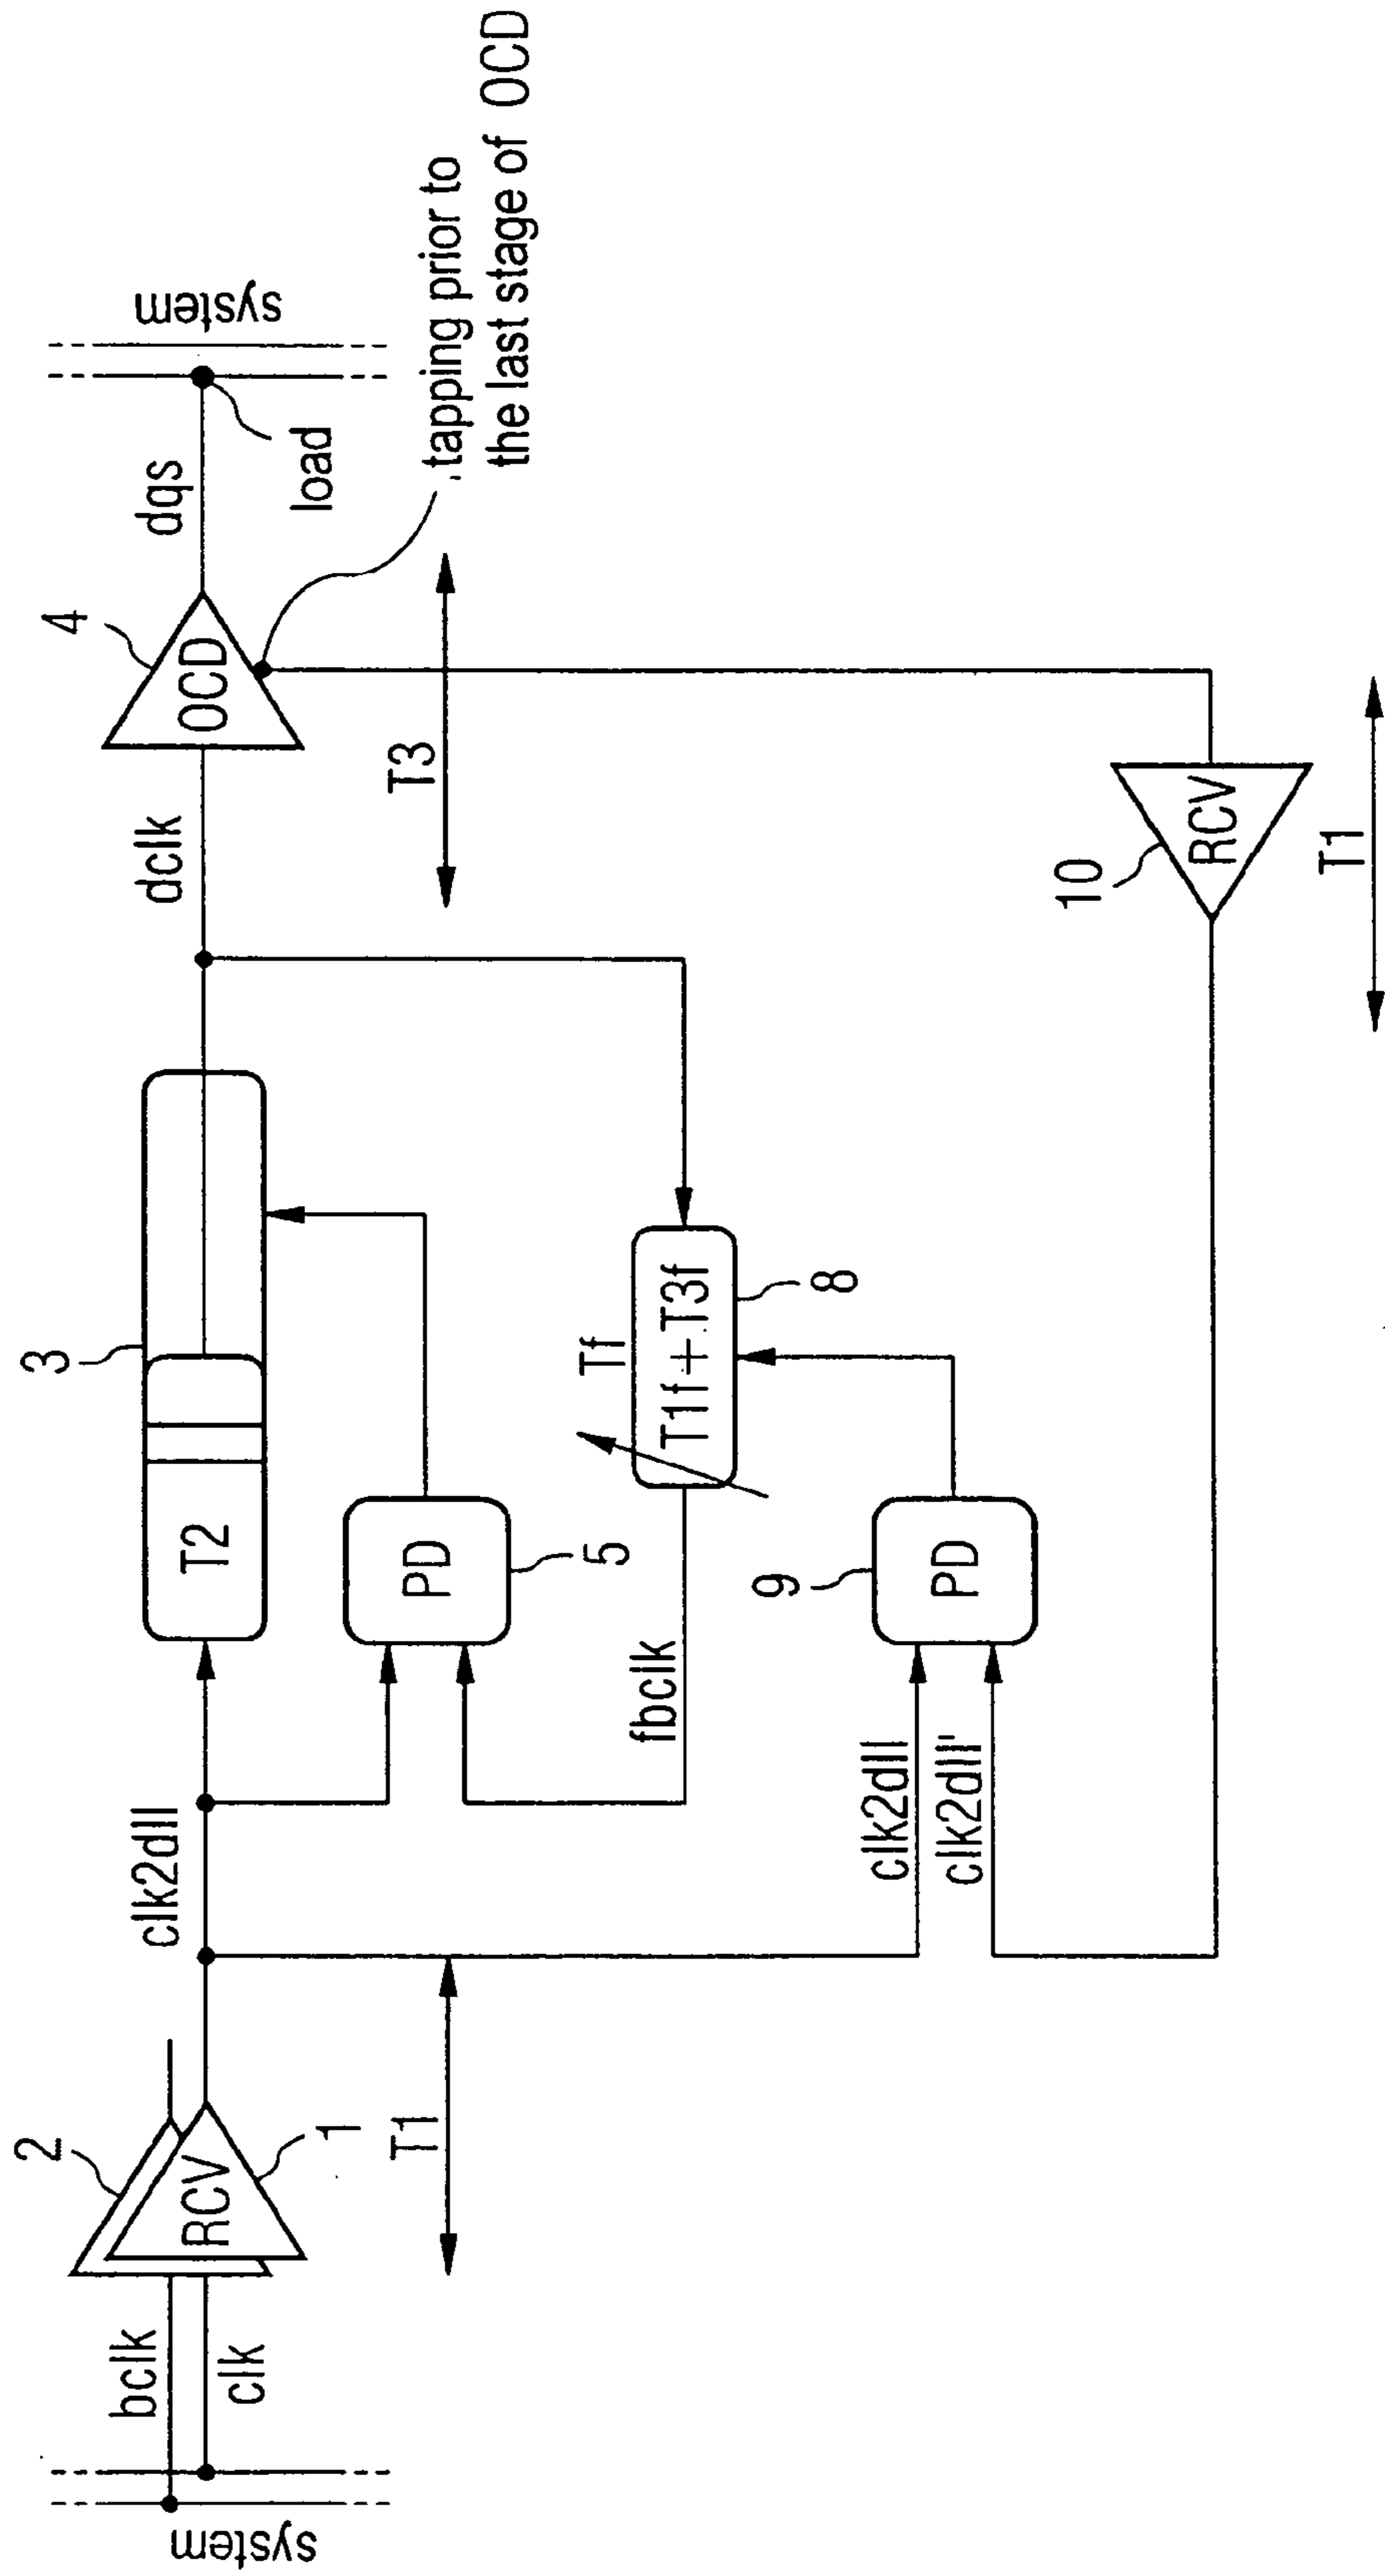 system
bclk
clk
2
RCV
1
T1
clk2dll
T2
3
PD
5
fbclk
Tf
T1f+T3f
8
clk2dll
clk2dll'
9
PD
dclk
T3
OCD
4
dqs
load
system
tapping prior to
the last stage of OCD
10
RCV
T1